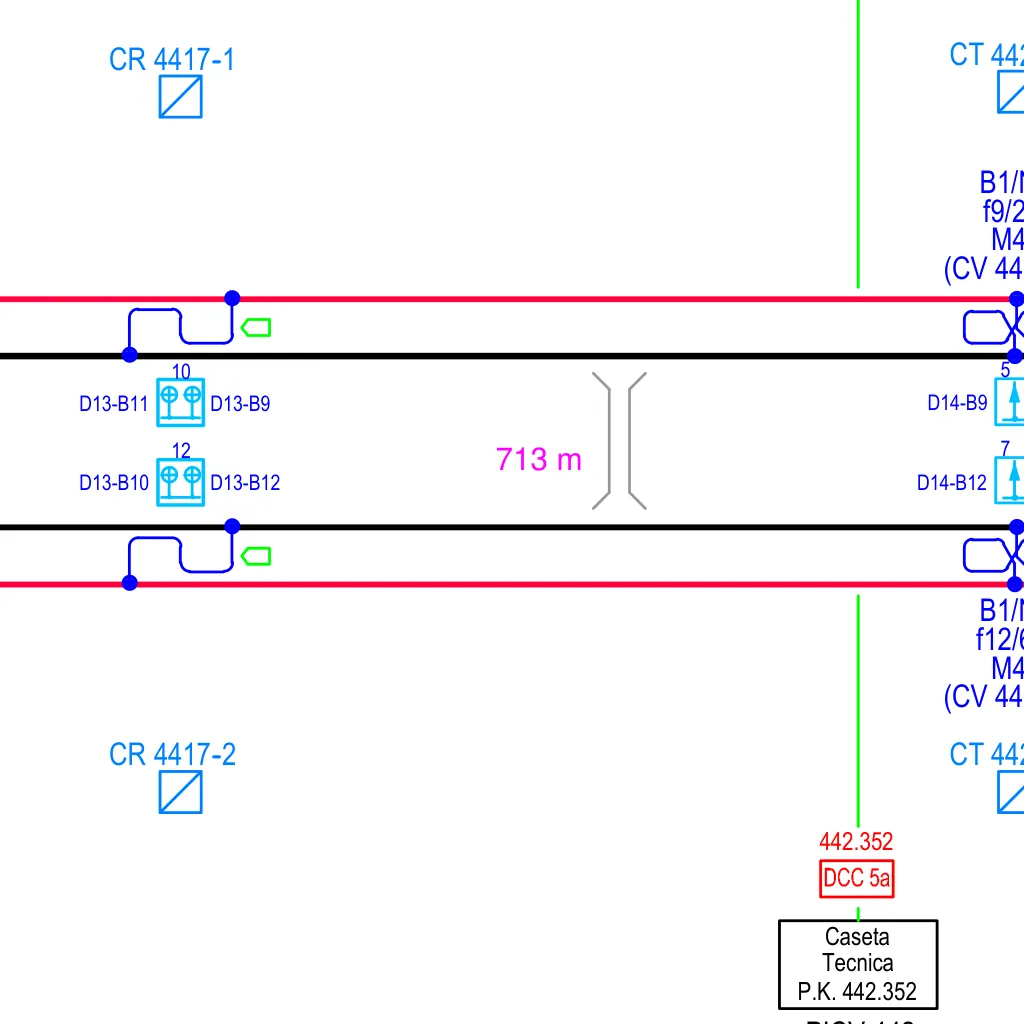 CR 4417-1
CT 442
B1/
f9/2
M4
(CV 44
10
D13-B11
D13-B9
5
D14-B9
12
D13-B10
D13-B12
713 m
7
D14-B12
B1/
f12/6
M4
(CV 44
CR 4417-2
CT 442
442.352
DCC 5a
Caseta
Tecnica
P.K. 442.352